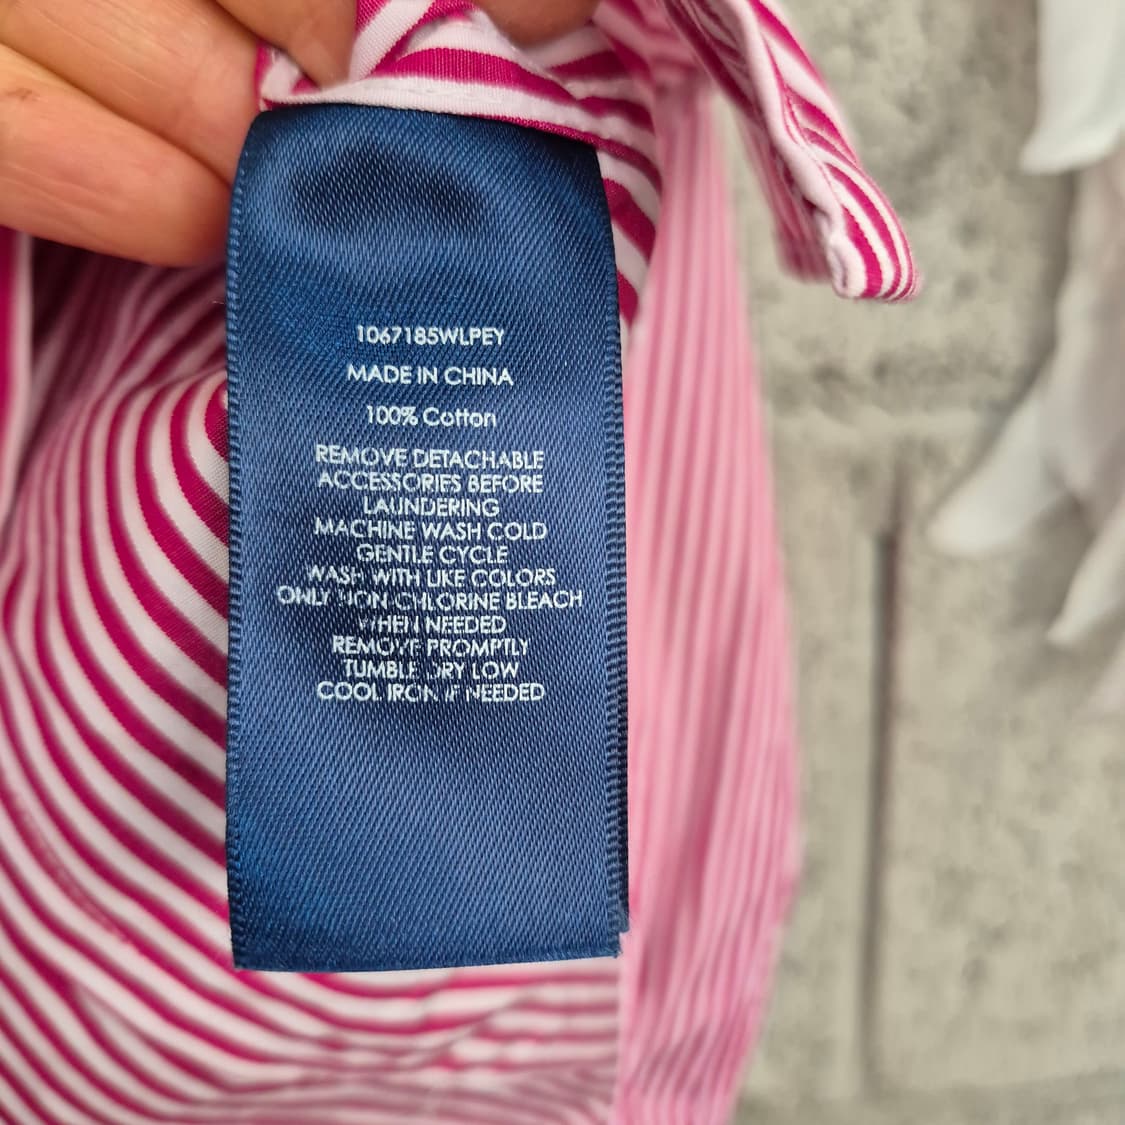 1067185WLPEY
MADE IN CHINA
100% Cotton
REMOVE DETACHABLE
ACCESSORIES BEFORE
LAUNDERING
MACHINE WASH COLD
GENTLE CYCLE
WASH WITH LIKE COLORS
ONLY NON-CHLORINE BLEACH
WHEN NEEDED
REMOVE PROMPTLY
TUMBLE DRY LOW
COOL IRON IF NEEDED